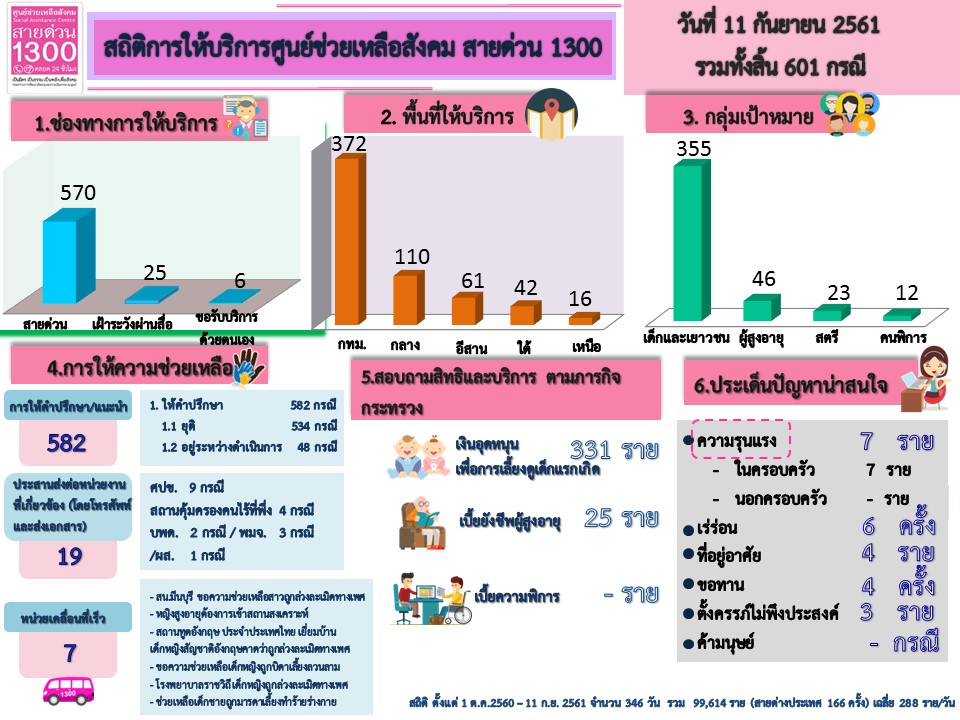 ศูนย์ช่วยเหลือสังคม
Social Assistance Centre
สายด่วน
1300
ตลอด 24 ชั่วโมง
สถิติการให้บริการศูนย์ช่วยเหลือสังคม สายด่วน 1300
วันที่ 11 กันยายน 2561
รวมทั้งสิ้น 601 กรณี
1.ช่องทางการให้บริการ
570
25
6
สายด่วน
เฝ้าระวังผ่านสื่อ
ขอรับบริการ
ด้วยตนเอง
2. พื้นที่ให้บริการ
372
110
61
42
16
กทม.
กลาง
อีสาน
ใต้
เหนือ
3. กลุ่มเป้าหมาย
355
46
23
12
เด็กและเยาวชน
ผู้สูงอายุ
สตรี
คนพิการ
4.การให้ความช่วยเหลือ
การให้คำปรึกษา/แนะนำ
582
1. ให้คำปรึกษา 582 กรณี
1.1 ยุติ 534 กรณี
1.2 อยู่ระหว่างดำเนินการ 48 กรณี
ประสานส่งต่อหน่วยงาน
ที่เกี่ยวข้อง (โดยโทรศัพท์
และส่งเอกสาร)
19
ศปช. 9 กรณี
สถานคุ้มครองคนไร้ที่พึ่ง 4 กรณี
บพด. 2 กรณี / พมจ. 3 กรณี
/ผส. 1 กรณี
หน่วยเคลื่อนที่เร็ว
7
1300
- สน.มีนบุรี ขอความช่วยเหลือสาวถูกล่วงละเมิดทางเพศ
- หญิงสูงอายุต้องการเข้าสถานสงเคราะห์
- สถานทูตอังกฤษ ประจำประเทศไทย เยี่ยมบ้าน
เด็กหญิงสัญชาติอังกฤษคาดว่าถูกล่วงละเมิดทางเพศ
- ขอความช่วยเหลือเด็กหญิงถูกบิดาเลี้ยงลวนลาม
- โรงพยาบาลราชวิถีเด็กหญิงถูกล่วงละเมิดทางเพศ
- ช่วยเหลือเด็กชายถูกมารดาเลี้ยงทำร้ายร่างกาย
5.สอบถามสิทธิและบริการ ตามภารกิจ
กระทรวง
เงินอุดหนุน
เพื่อการเลี้ยงดูเด็กแรกเกิด
331 ราย
เบี้ยยังชีพผู้สูงอายุ 25 ราย
เบี้ยความพิการ - ราย
6.ประเด็นปัญหาน่าสนใจ
ความรุนแรง 7 ราย
- ในครอบครัว 7 ราย
- นอกครอบครัว - ราย
เร่ร่อน 6 ครั้ง
ที่อยู่อาศัย 4 ราย
ขอทาน 4 ครั้ง
ตั้งครรภ์ไม่พึงประสงค์ 3 ราย
ค้ามนุษย์ - กรณี
สถิติ ตั้งแต่ 1 ต.ค.2560 – 11 ก.ย. 2561 จำนวน 346 วัน รวม 99,614 ราย (สายต่างประเทศ 166 ครั้ง) เฉลี่ย 288 ราย/วัน